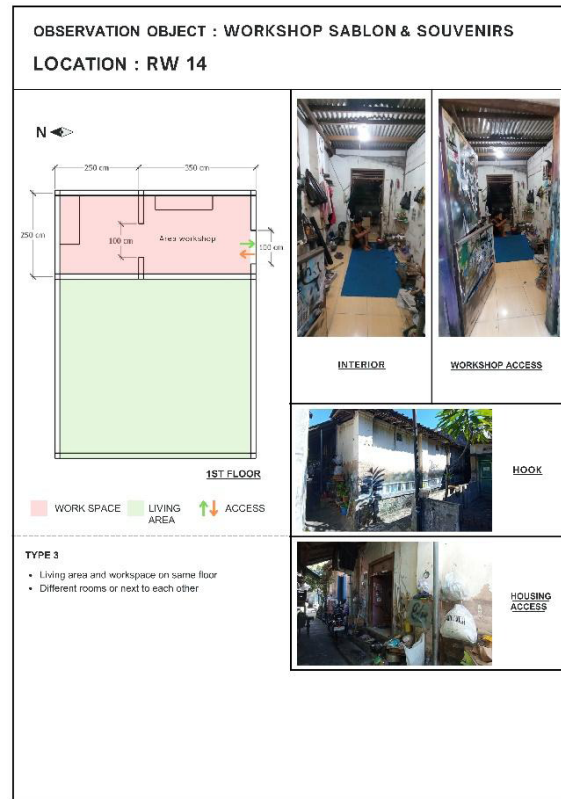 OBSERVATION OBJECT : WORKSHOP SABLON & SOUVENIRS
LOCATION : RW 14
N
250 cm
350 cm
250 cm
100 cm
Area workshop
100 cm
1ST FLOOR
WORK SPACE
LIVING AREA
ACCESS
TYPE 3
• Living area and workspace on same floor
• Different rooms or next to each other
INTERIOR
WORKSHOP ACCESS
HOOK
HOUSING
ACCESS